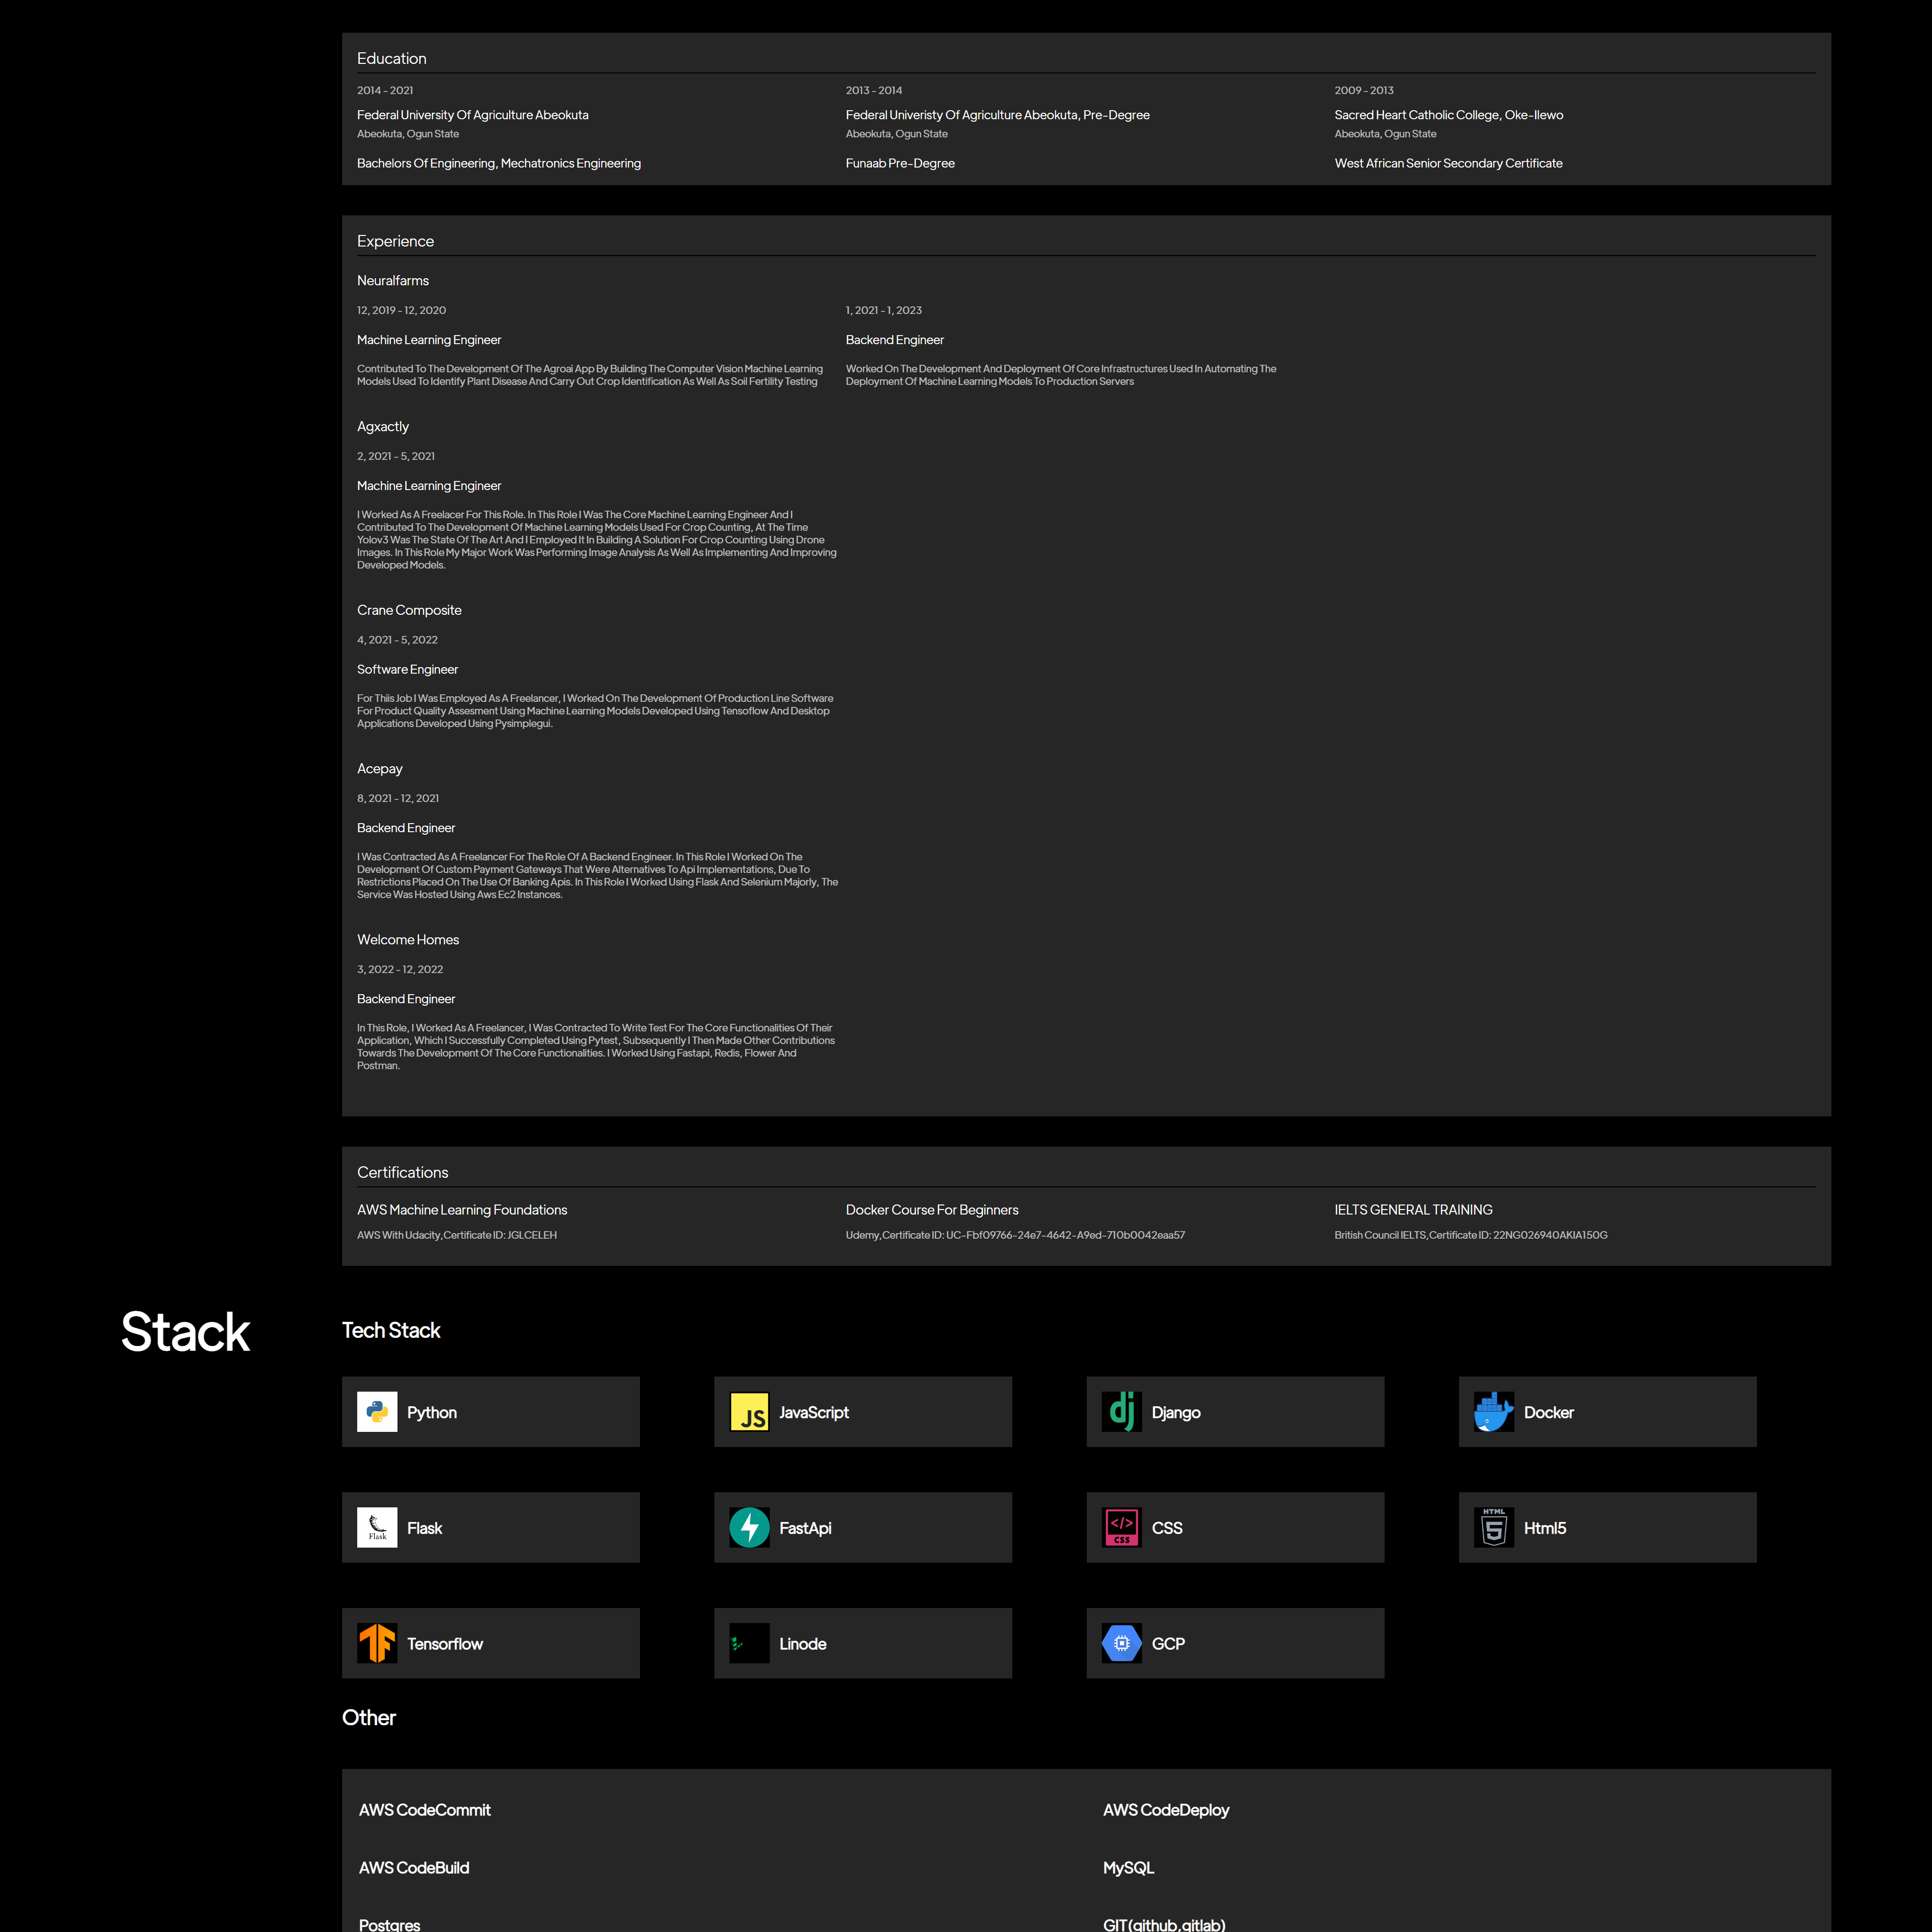 Education
2014 - 2021
Federal University Of Agriculture Abeokuta
Abeokuta, Ogun State
Bachelors Of Engineering, Mechatronics Engineering
2013 - 2014
Federal Univeristy Of Agriculture Abeokuta, Pre-Degree
Abeokuta, Ogun State
Funaab Pre-Degree
2009 - 2013
Sacred Heart Catholic College, Oke-Ilewo
Abeokuta, Ogun State
West African Senior Secondary Certificate
Experience
Neuralfarms
12, 2019 - 12, 2020
Machine Learning Engineer
Contributed To The Development Of The Agroai App By Building The Computer Vision Machine Learning
Models Used To Identify Plant Disease And Carry Out Crop Identification As Well As Soil Fertility Testing
1, 2021 - 1, 2023
Backend Engineer
Worked On The Development And Deployment Of Core Infrastructures Used In Automating The
Deployment Of Machine Learning Models To Production Servers
Agxactly
2, 2021 - 5, 2021
Machine Learning Engineer
I Worked As A Freelacer For This Role. In This Role I Was The Core Machine Learning Engineer And I
Contributed To The Development Of Machine Learning Models Used For Crop Counting, At The Time
Yolov3 Was The State Of The Art And I Employed It In Building A Solution For Crop Counting Using Drone
Images. In This Role My Major Work Was Performing Image Analysis As Well As Implementing And Improving
Developed Models.
Crane Composite
4, 2021 - 5, 2022
Software Engineer
For Thiis Job I Was Employed As A Freelancer, I Worked On The Development Of Production Line Software
For Product Quality Assesment Using Machine Learning Models Developed Using Tensoflow And Desktop
Applications Developed Using Pysimplegui.
Acepay
8, 2021 - 12, 2021
Backend Engineer
I Was Contracted As A Freelancer For The Role Of A Backend Engineer. In This Role I Worked On The
Development Of Custom Payment Gateways That Were Alternatives To Api Implementations, Due To
Restrictions Placed On The Use Of Banking Apis. In This Role I Worked Using Flask And Selenium Majorly, The
Service Was Hosted Using Aws Ec2 Instances.
Welcome Homes
3, 2022 - 12, 2022
Backend Engineer
In This Role, I Worked As A Freelancer, I Was Contracted To Write Test For The Core Functionalities Of Their
Application, Which I Successfully Completed Using Pytest, Subsequently I Then Made Other Contributions
Towards The Development Of The Core Functionalities. I Worked Using Fastapi, Redis, Flower And
Postman.
Certifications
AWS Machine Learning Foundations
AWS With Udacity,Certificate ID: JGLCELEH
Docker Course For Beginners
Udemy,Certificate ID: UC-Fbf09766-24e7-4642-A9ed-710b0042eaa57
IELTS GENERAL TRAINING
British Council IELTS,Certificate ID: 22NG026940AKIA150G
Stack
Tech Stack
Python
JS
JavaScript
dj
Django
Docker
Flask
Flask
FastApi
</>
CSS
CSS
HTML
5
Html5
TF
Tensorflow
Linode
GCP
Other
AWS CodeCommit
AWS CodeDeploy
AWS CodeBuild
MySQL
Postgres
GIT(github,gitlab)